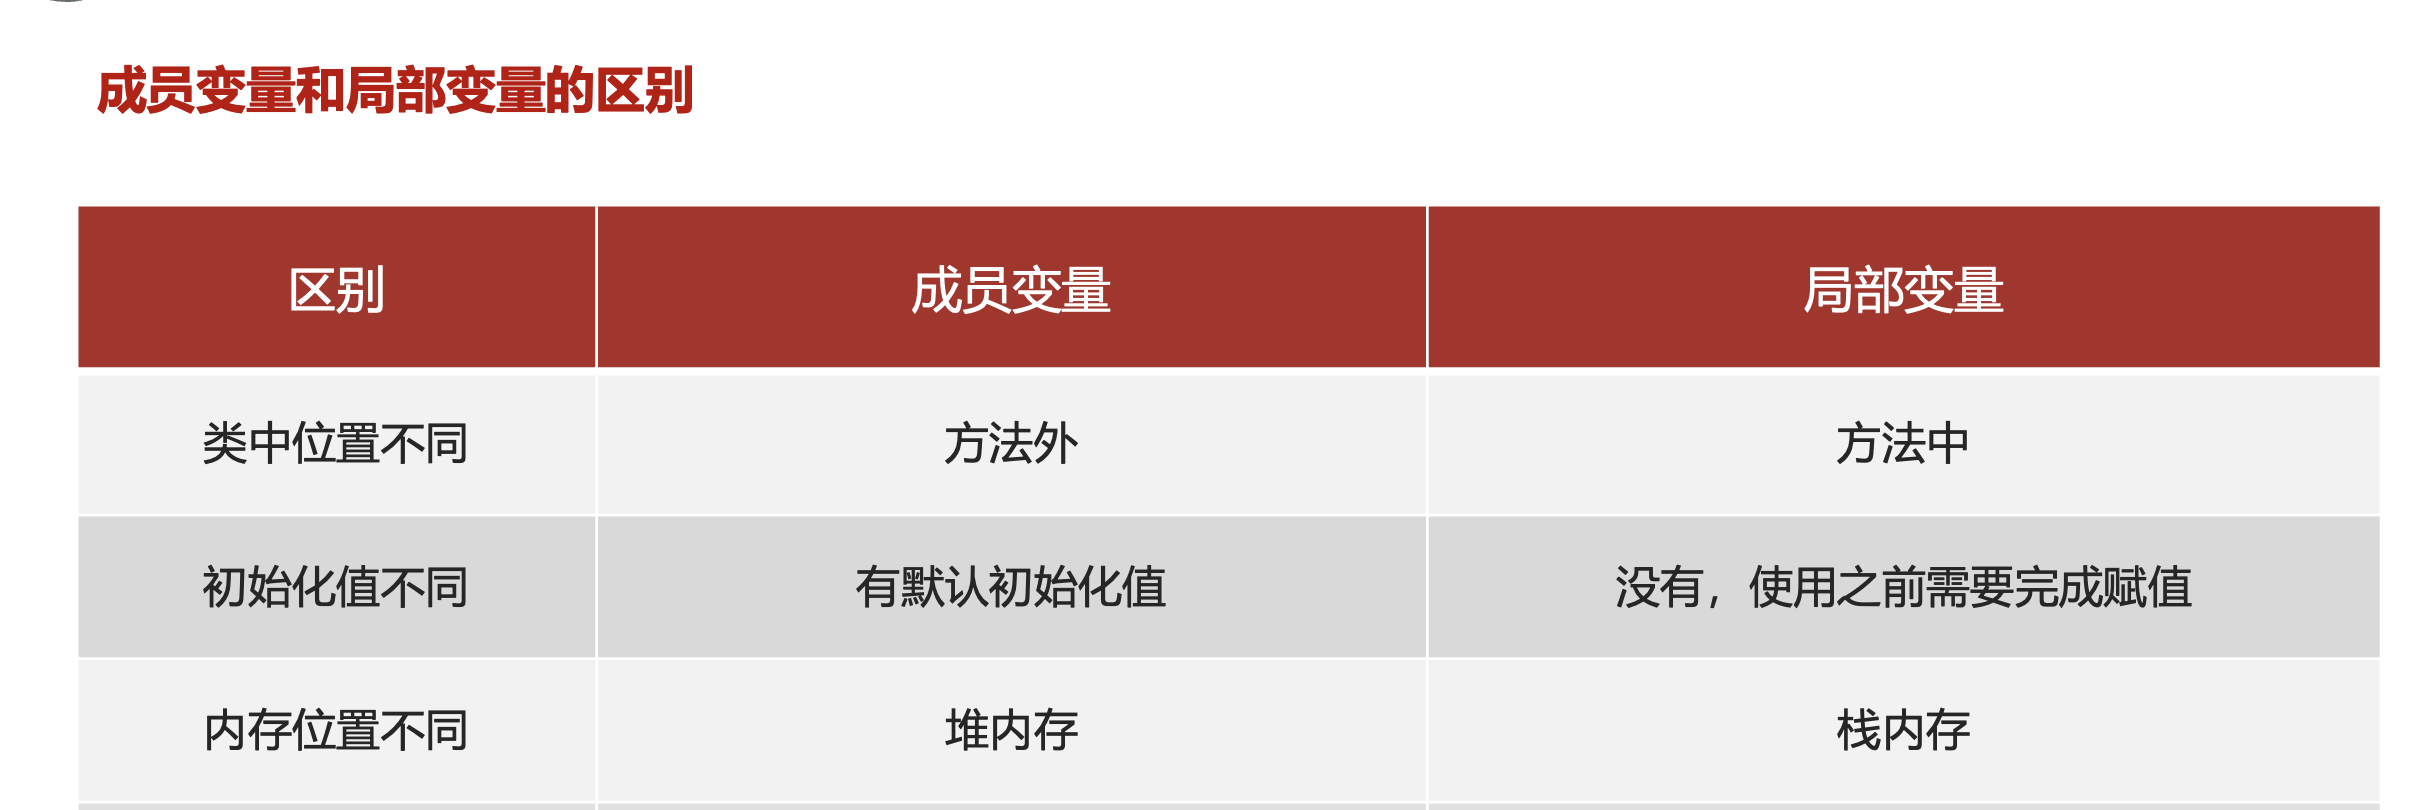 成员变量和局部变量的区别
区别 成员变量 局部变量
类中位置不同 方法外 方法中
初始化值不同 有默认初始化值 没有，使用之前需要完成赋值
内存位置不同 堆内存 栈内存